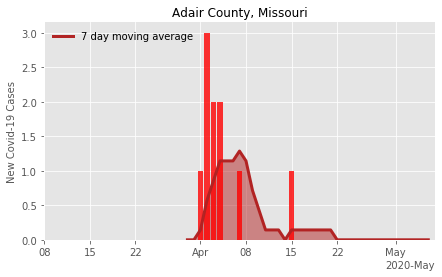 Adair County, Missouri
7 day moving average
New Covid-19 Cases
3.0
2.5
2.0
1.5
1.0
0.5
0.0
08 15 22 Apr 08 15 22 May
2020-May